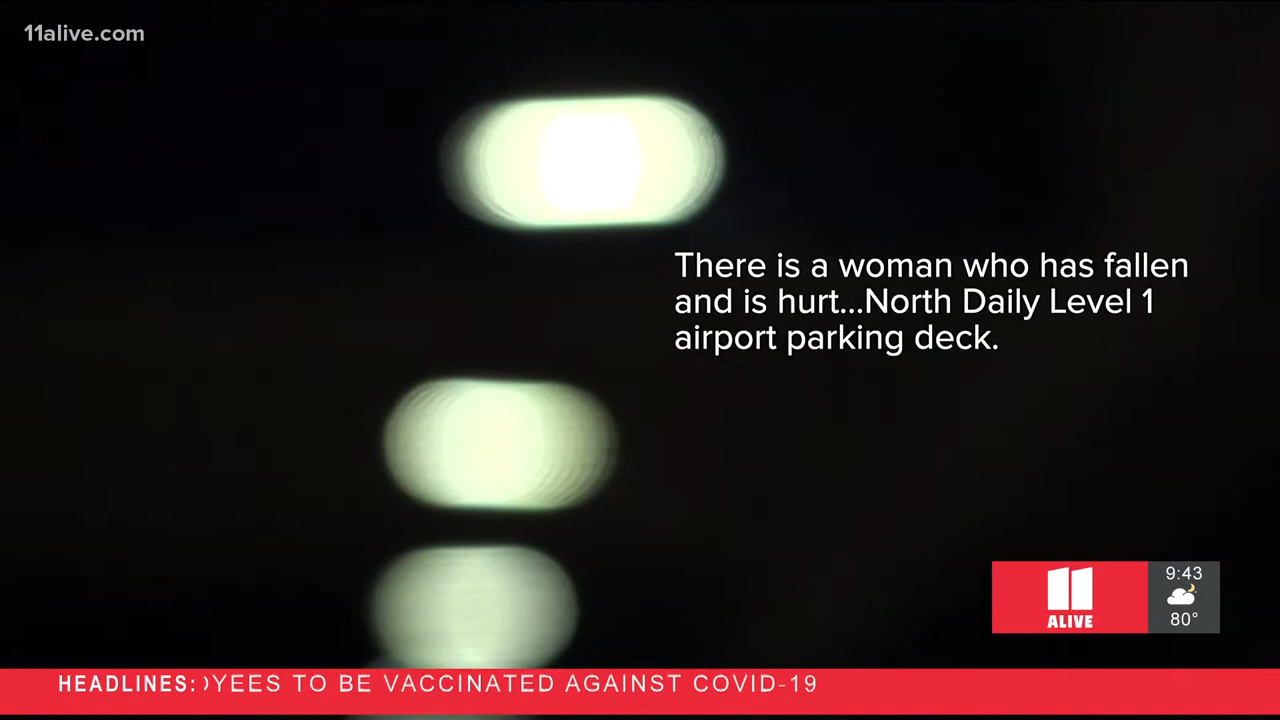 11alive.com
There is a woman who has fallen
and is hurt...North Daily Level 1
airport parking deck.
9:43
ALIVE
80°
HEADLINES: YEES TO BE VACCINATED AGAINST COVID-19